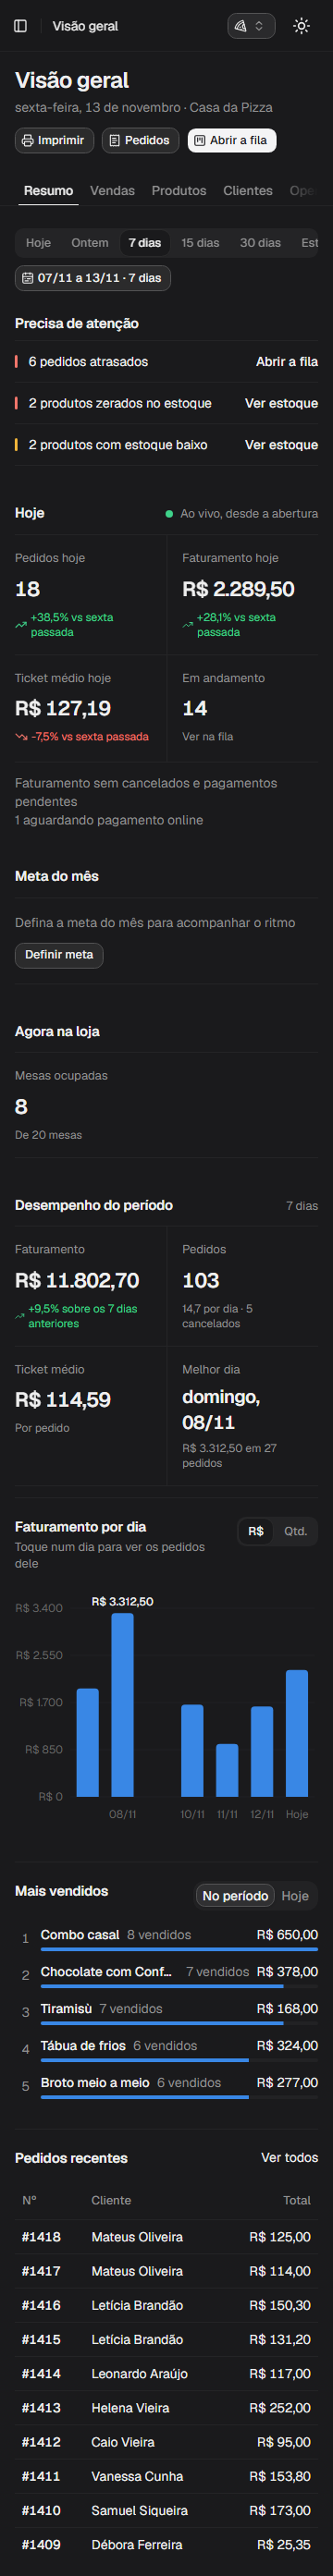 Visão geral
Visão geral
sexta-feira, 13 de novembro · Casa da Pizza
Imprimir Pedidos Abrir a fila
Resumo Vendas Produtos Clientes Ope
Hoje Ontem 7 dias 15 dias 30 dias Est
07/11 a 13/11 · 7 dias
Precisa de atenção
6 pedidos atrasados Abrir a fila
2 produtos zerados no estoque Ver estoque
2 produtos com estoque baixo Ver estoque
Hoje Ao vivo, desde a abertura
Pedidos hoje
18
+38,5% vs sexta
passada
Faturamento hoje
R$ 2.289,50
+28,1% vs sexta
passada
Ticket médio hoje
R$ 127,19
-7,5% vs sexta passada
Em andamento
14
Ver na fila
Faturamento sem cancelados e pagamentos
pendentes
1 aguardando pagamento online
Meta do mês
Defina a meta do mês para acompanhar o ritmo
Definir meta
Agora na loja
Mesas ocupadas
8
De 20 mesas
Desempenho do período 7 dias
Faturamento
R$ 11.802,70
+9,5% sobre os 7 dias
anteriores
Pedidos
103
14,7 por dia · 5
cancelados
Ticket médio
R$ 114,59
Por pedido
Melhor dia
domingo,
08/11
R$ 3.312,50 em 27
pedidos
Faturamento por dia R$ Qtd.
Toque num dia para ver os pedidos
dele
R$ 3.312,50
R$ 3.400
R$ 2.550
R$ 1.700
R$ 850
R$ 0
08/11 10/11 11/11 12/11 Hoje
Mais vendidos No período Hoje
1 Combo casal 8 vendidos R$ 650,00
2 Chocolate com Conf... 7 vendidos R$ 378,00
3 Tiramisù 7 vendidos R$ 168,00
4 Tábua de frios 6 vendidos R$ 324,00
5 Broto meio a meio 6 vendidos R$ 277,00
Pedidos recentes Ver todos
N° Cliente Total
#1418 Mateus Oliveira R$ 125,00
#1417 Mateus Oliveira R$ 114,00
#1416 Letícia Brandão R$ 150,30
#1415 Letícia Brandão R$ 131,20
#1414 Leonardo Araújo R$ 117,00
#1413 Helena Vieira R$ 252,00
#1412 Caio Vieira R$ 95,00
#1411 Vanessa Cunha R$ 153,80
#1410 Samuel Siqueira R$ 173,00
#1409 Débora Ferreira R$ 25,35